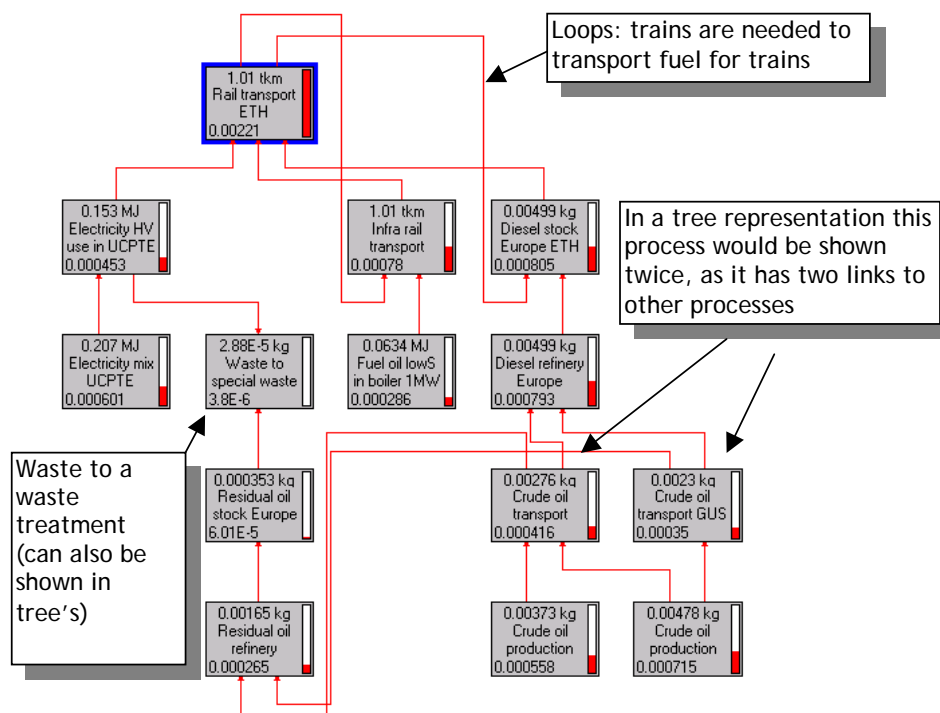 Loops: trains are needed to
transport fuel for trains
1.01 tkm
Rail transport
ETH
0.00221
0.153 MJ
Electricity HV
use in UCPTE
0.000453
1.01 tkm
Infra rail
transport
0.00078
0.00499 kg
Diesel stock
Europe ETH
0.000805
In a tree representation this
process would be shown
twice, as it has two links to
other processes
0.207 MJ
Electricity mix
UCPTE
0.000601
2.88E-5 kg
Waste to
special waste
3.8E-6
0.0634 MJ
Fuel oil lowS
in boiler 1MW
0.000286
0.00499 kg
Diesel refinery
Europe
0.000793
Waste to a
waste
treatment
(can also be
shown in
tree's)
0.000353 kg
Residual oil
stock Europe
6.01E-5
0.00276 kg
Crude oil
transport
0.000416
0.0023 kg
Crude oil
transport GUS
0.00035
0.00165 kg
Residual oil
refinery
0.000265
0.00373 kg
Crude oil
production
0.000558
0.00478 kg
Crude oil
production
0.000715